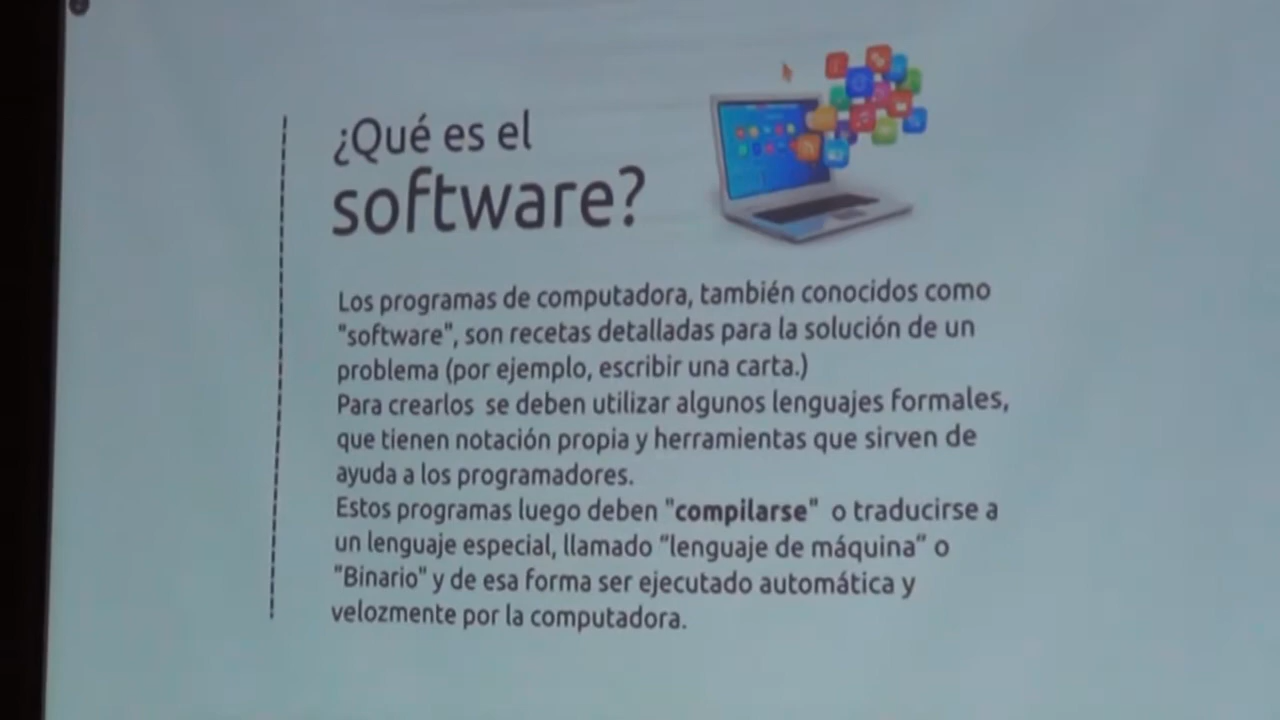 ¿Qué es el
software?
Los programas de computadora, también conocidos como
"software", son recetas detalladas para la solución de un
problema (por ejemplo, escribir una carta.)
Para crearlos se deben utilizar algunos lenguajes formales,
que tienen notación propia y herramientas que sirven de
ayuda a los programadores.
Estos programas luego deben "compilarse" o traducirse a
un lenguaje especial, llamado “lenguaje de máquina” o
"Binario" y de esa forma ser ejecutado automática y
velozmente por la computadora.